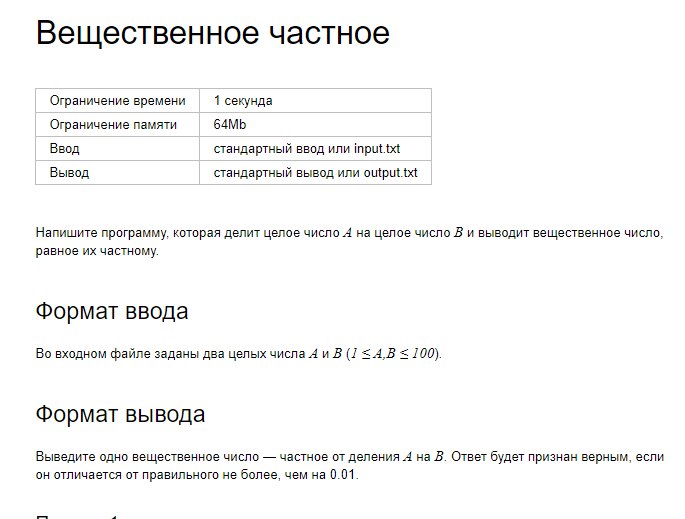 Вещественное частное
Ограничение времени 1 секунда
Ограничение памяти 64Mb
Ввод стандартный ввод или input.txt
Вывод стандартный вывод или output.txt
Напишите программу, которая делит целое число A на целое число B и выводит вещественное число,
равное их частному.
Формат ввода
Во входном файле заданы два целых числа A и B (1 ≤ A,B ≤ 100).
Формат вывода
Выведите одно вещественное число — частное от деления A на B. Ответ будет признан верным, если
он отличается от правильного не более, чем на 0.01.